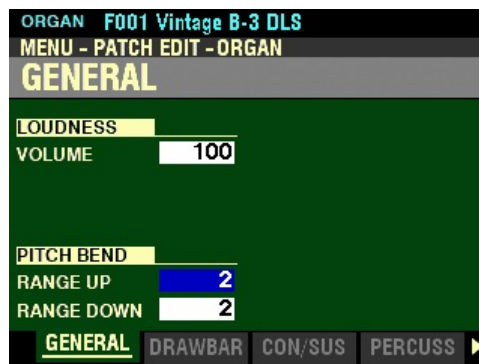 ORGAN F001 Vintage B-3 DLS
MENU - PATCH EDIT - ORGAN
GENERAL
LOUDNESS
VOLUME 100
PITCH BEND
RANGE UP 2
RANGE DOWN 2
GENERAL DRAWBAR CON/SUS PERCUSS